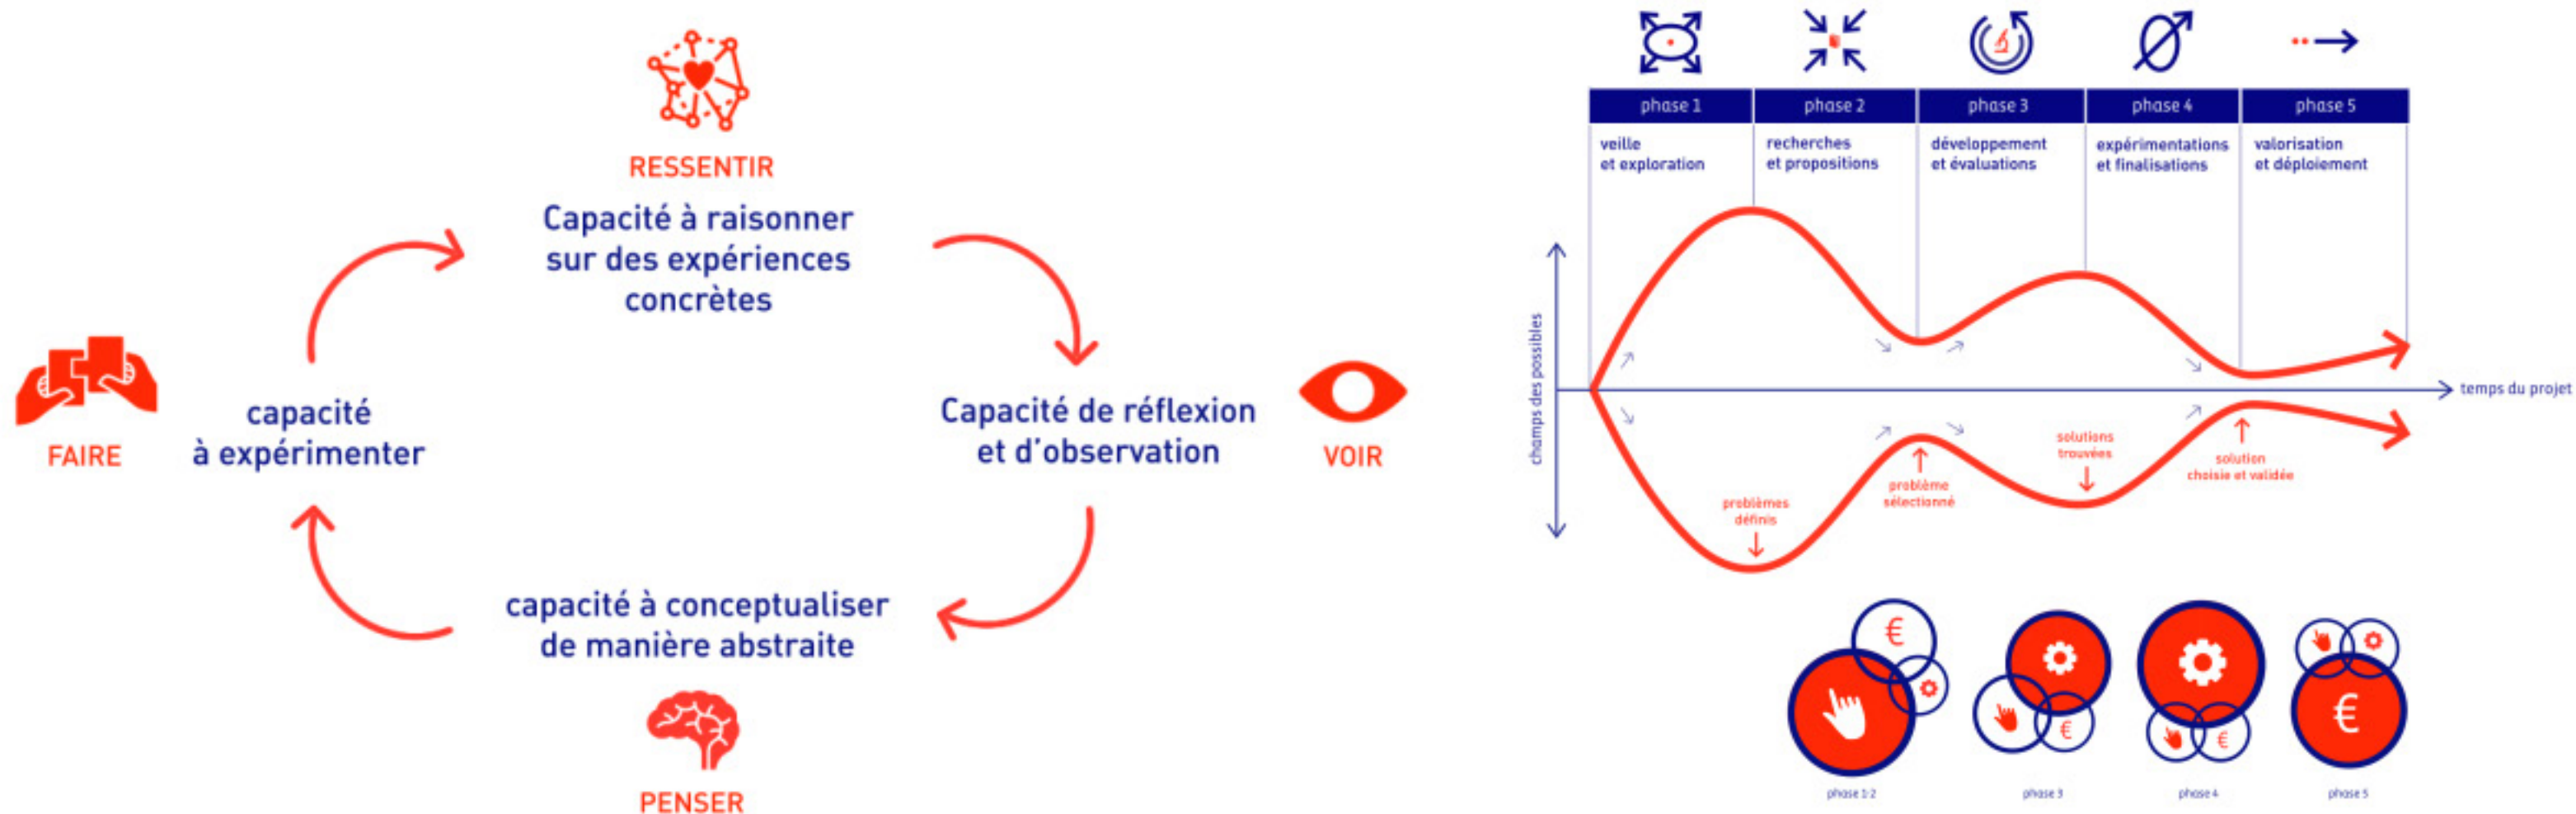 RESSENTIR
Capacité à raisonner
sur des expériences
concrètes
FAIRE
capacité
à expérimenter
Capacité de réflexion
et d'observation
VOIR
capacité à conceptualiser
de manière abstraite
PENSER
phase 1
phase 2
phase 3
phase 4
phase 5
veille
et exploration
recherches
et propositions
développement
et évaluations
expérimentations
et finalisations
valorisation
et déploiement
champs des possibles
temps du projet
problèmes
définis
problème
sélectionné
solutions
trouvées
solution
choisie et validée
€
€
€
€
phase 1-2
phase 3
phase 4
phase 5